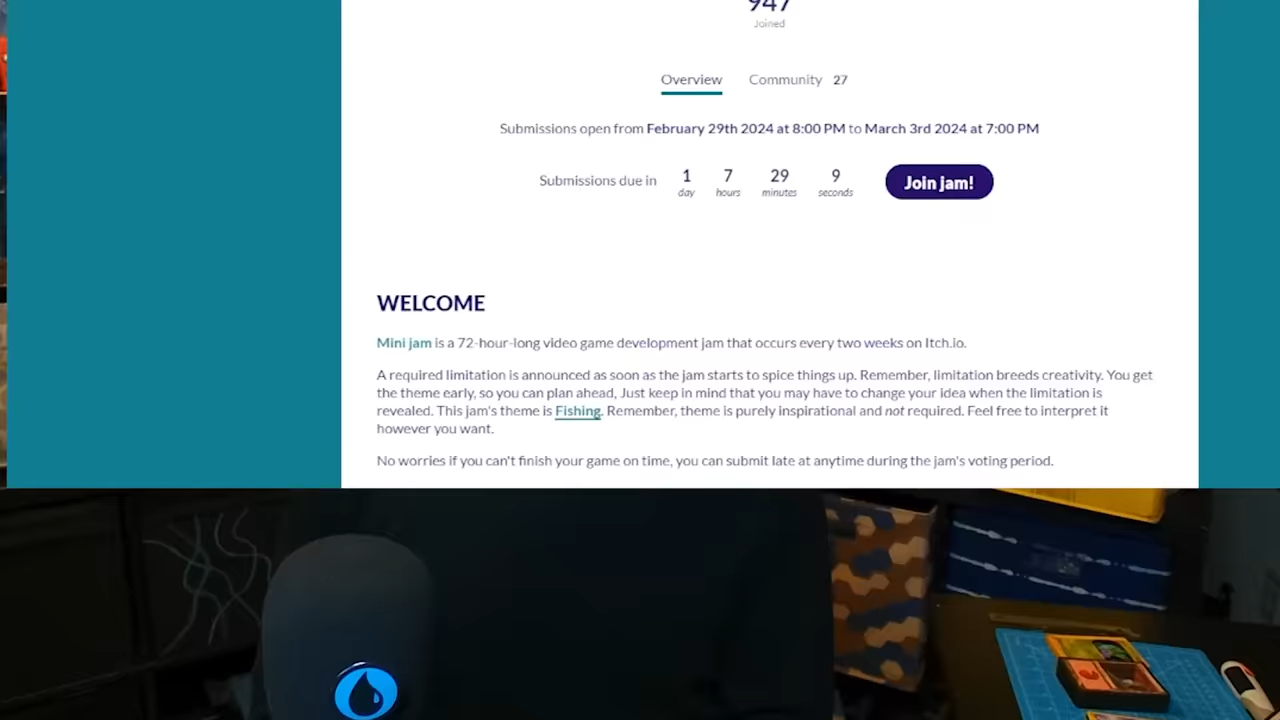 947
Joined
Overview Community 27
Submissions open from February 29th 2024 at 8:00 PM to March 3rd 2024 at 7:00 PM
Submissions due in 1 day 7 hours 29 minutes 9 seconds Join jam!
WELCOME
Mini jam is a 72-hour-long video game development jam that occurs every two weeks on Itch.io.
A required limitation is announced as soon as the jam starts to spice things up. Remember, limitation breeds creativity. You get
the theme early, so you can plan ahead, Just keep in mind that you may have to change your idea when the limitation is
revealed. This jam's theme is Fishing. Remember, theme is purely inspirational and not required. Feel free to interpret it
however you want.
No worries if you can't finish your game on time, you can submit late at anytime during the jam's voting period.